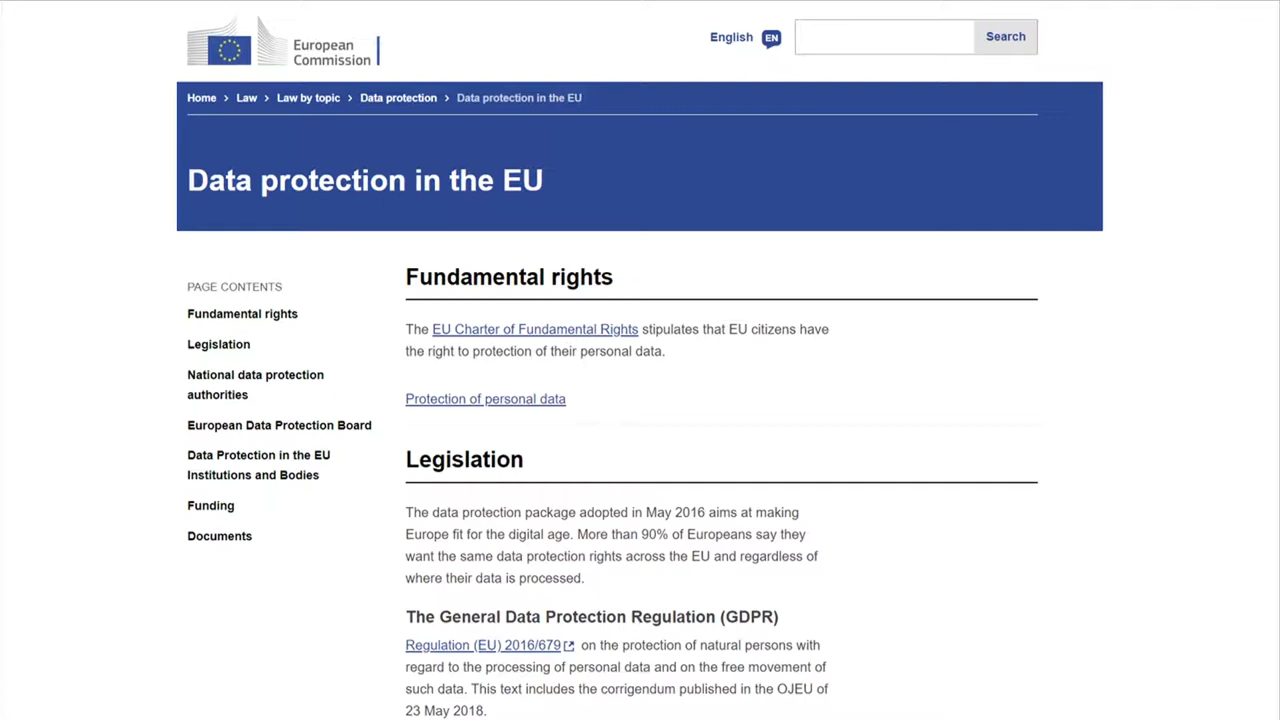 European
Commission
English EN
Search
Home > Law > Law by topic > Data protection > Data protection in the EU
Data protection in the EU
PAGE CONTENTS
Fundamental rights
Legislation
National data protection
authorities
European Data Protection Board
Data Protection in the EU
Institutions and Bodies
Funding
Documents
Fundamental rights
The EU Charter of Fundamental Rights stipulates that EU citizens have
the right to protection of their personal data.
Protection of personal data
Legislation
The data protection package adopted in May 2016 aims at making
Europe fit for the digital age. More than 90% of Europeans say they
want the same data protection rights across the EU and regardless of
where their data is processed.
The General Data Protection Regulation (GDPR)
Regulation (EU) 2016/679 on the protection of natural persons with
regard to the processing of personal data and on the free movement of
such data. This text includes the corrigendum published in the OJEU of
23 May 2018.